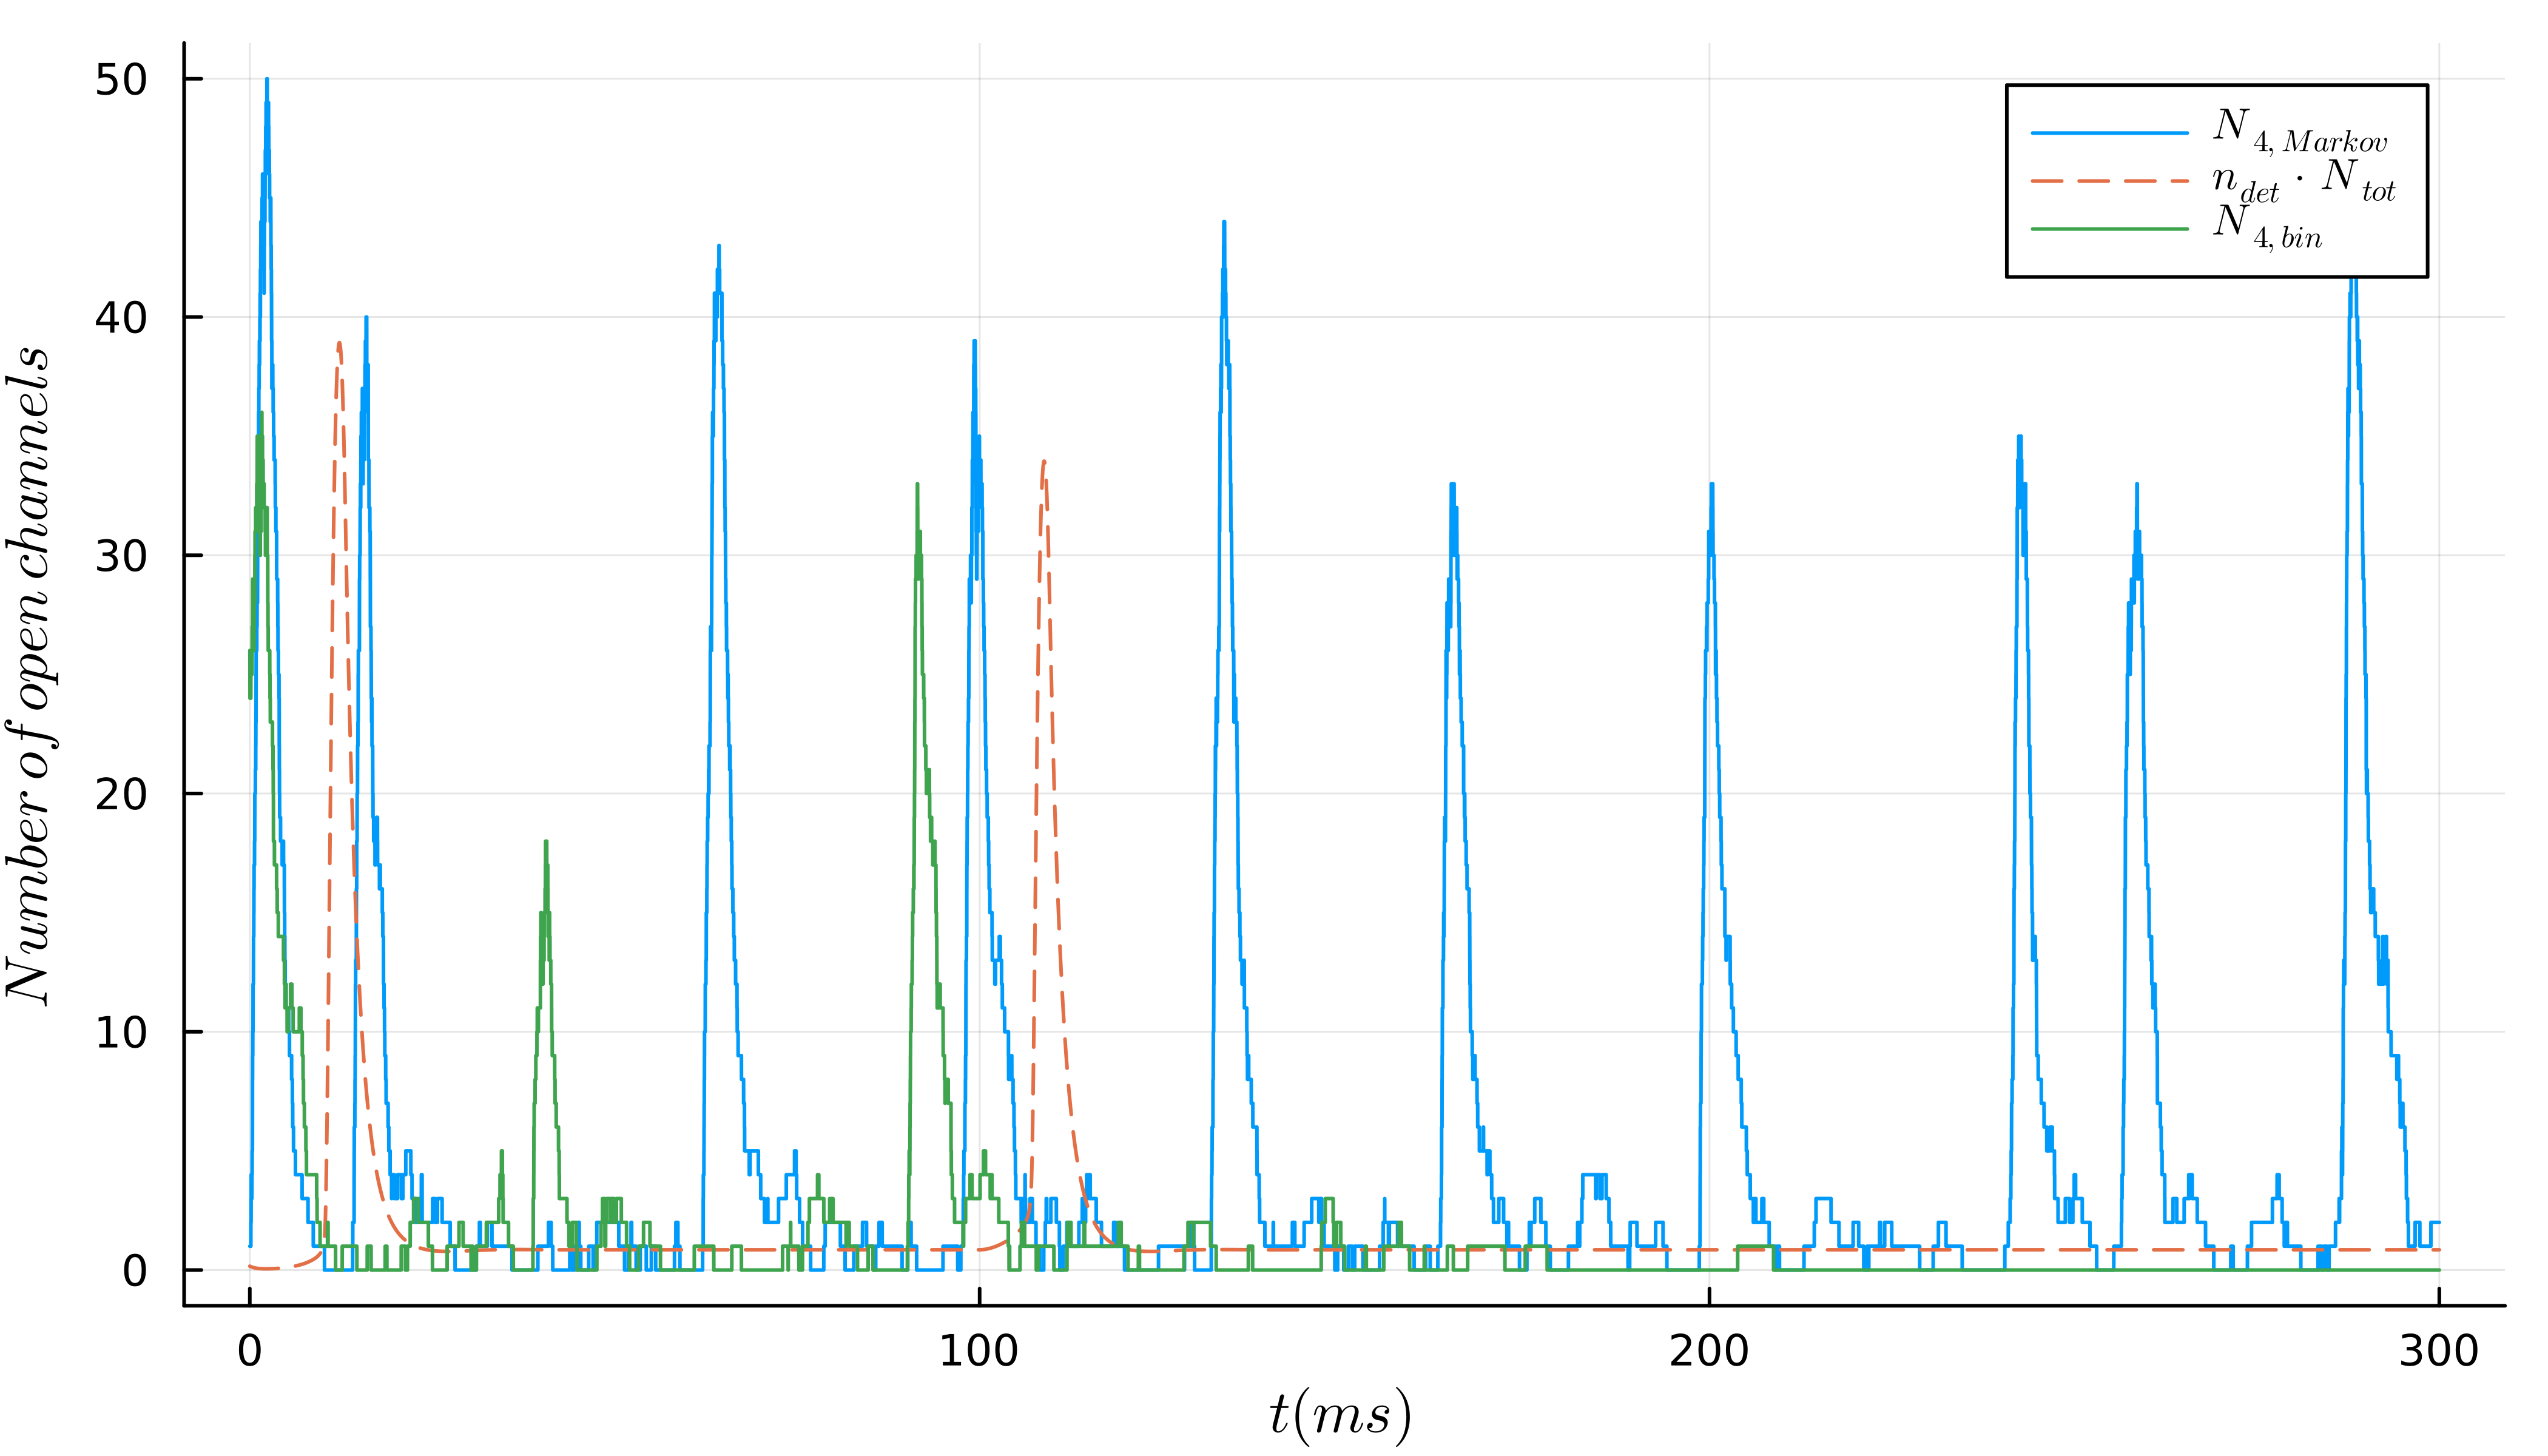 50
40
30
20
10
0
Number of open channels
N4, Markov
ndet · Ntot
N4, bin
0 100 200 300
t(ms)